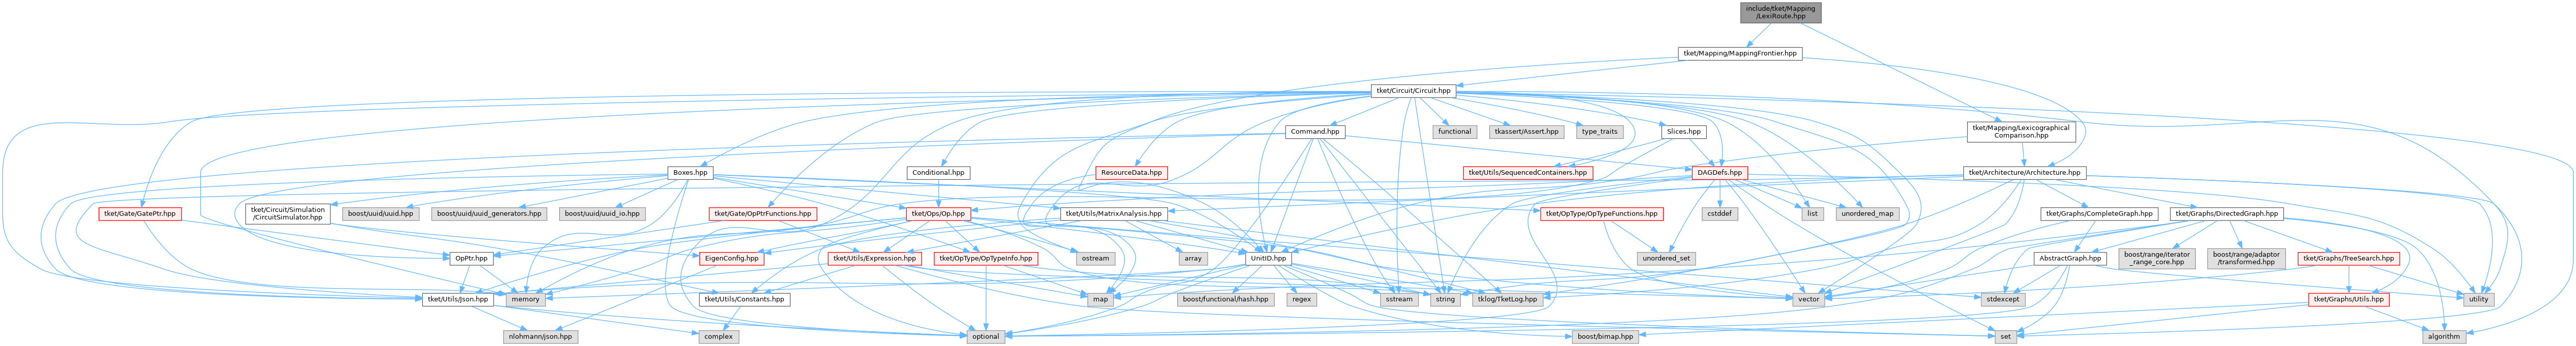 include/tket/Mapping
/LexiRoute.hpp
tket/Mapping/MappingFrontier.hpp
tket/Circuit/Circuit.hpp
Command.hpp
functional
tkassert/Assert.hpp
type_traits
Slices.hpp
tket/Mapping/Lexicographical
Comparison.hpp
Boxes.hpp
Conditional.hpp
ResourceData.hpp
tket/Utils/SequencedContainers.hpp
DAGDefs.hpp
tket/Architecture/Architecture.hpp
tket/Gate/GatePtr.hpp
tket/Circuit/Simulation
/CircuitSimulator.hpp
boost/uuid/uuid.hpp
boost/uuid/uuid_generators.hpp
boost/uuid/uuid_io.hpp
tket/Gate/OpPtrFunctions.hpp
tket/Ops/Op.hpp
tket/Utils/MatrixAnalysis.hpp
tket/OpType/OpTypeFunctions.hpp
cstddef
list
unordered_map
tket/Graphs/CompleteGraph.hpp
tket/Graphs/DirectedGraph.hpp
OpPtr.hpp
EigenConfig.hpp
tket/Utils/Expression.hpp
tket/OpType/OpTypeInfo.hpp
ostream
array
UnitID.hpp
unordered_set
AbstractGraph.hpp
boost/range/iterator
_range_core.hpp
boost/range/adaptor
/transformed.hpp
tket/Graphs/TreeSearch.hpp
tket/Utils/Json.hpp
memory
tket/Utils/Constants.hpp
map
boost/functional/hash.hpp
regex
sstream
string
tklog/TketLog.hpp
vector
stdexcept
tket/Graphs/Utils.hpp
utility
nlohmann/json.hpp
complex
optional
boost/bimap.hpp
set
algorithm